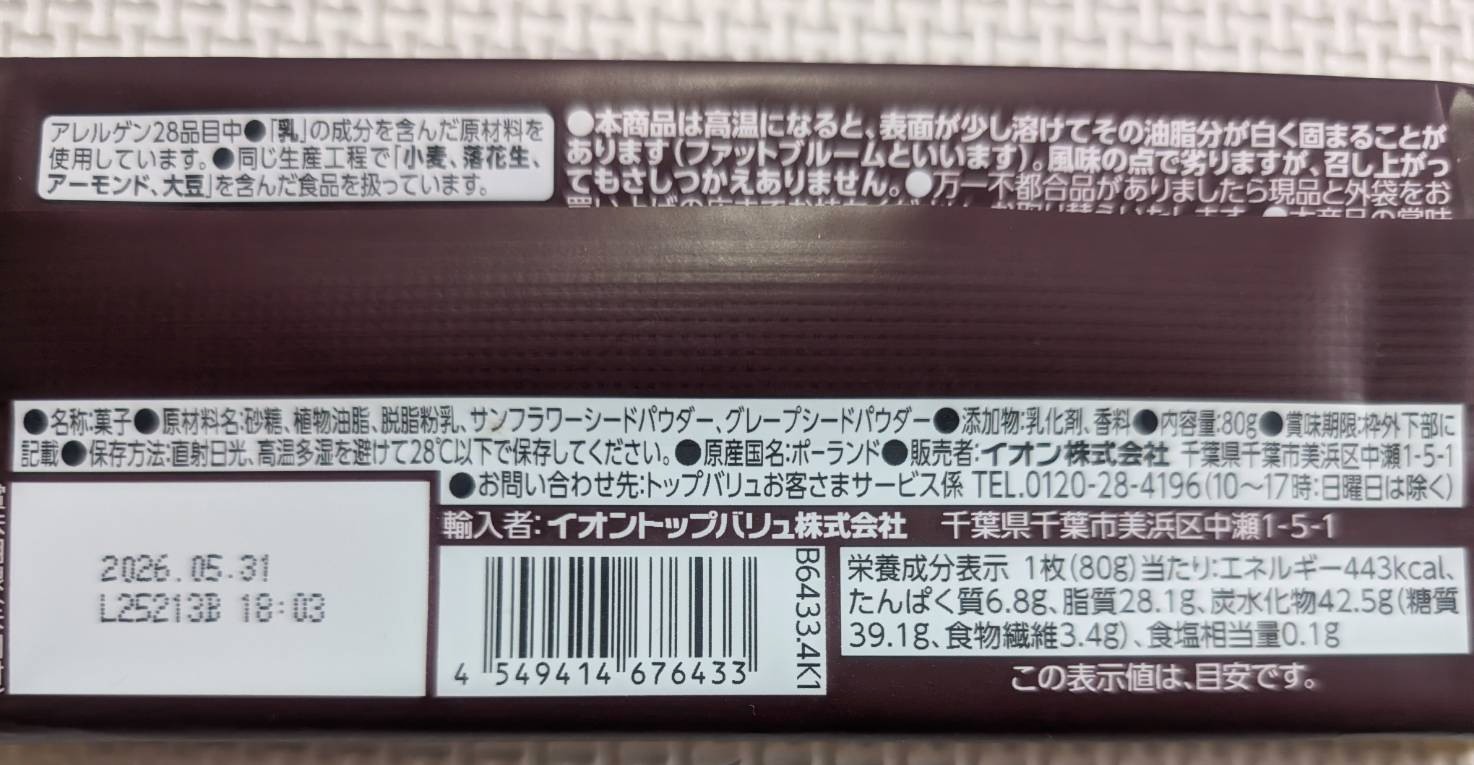 アレルゲン28品目中●「乳」の成分を含んだ原材料を
使用しています。●同じ生産工程で「小麦、落花生、
アーモンド、大豆」を含んだ食品を扱っています。
●本商品は高温になると、表面が少し溶けてその油脂分が白く固まることが
あります(ファットブルームといいます)。風味の点で劣りますが、召し上がっ
てもさしつかえありません。●万一不都合品がありましたら現品と外袋をお
●名称:菓子●原材料名:砂糖、植物油脂、脱脂粉乳、サンフラワーシードパウダー、グレープシードパウダー●添加物:乳化剤、香料●内容量:80g●賞味期限:枠外下部に
記載●保存方法:直射日光、高温多湿を避けて28℃以下で保存してください。●原産国名:ポーランド●販売者:イオン株式会社 千葉県千葉市美浜区中瀬1-5-1
●お問い合わせ先:トップバリュお客さまサービス係 TEL.0120-28-4196(10〜17時:日曜日は除く)
輸入者:イオントップバリュ株式会社 千葉県千葉市美浜区中瀬1-5-1
2026.05.31
L25213B 18:03
4 549414 676433
B6433.4K1
栄養成分表示 1枚(80g)当たり:エネルギー443kcal、
たんぱく質6.8g、脂質28.1g、炭水化物42.5g(糖質
39.1g、食物繊維3.4g)、食塩相当量0.1g
この表示値は、目安です。